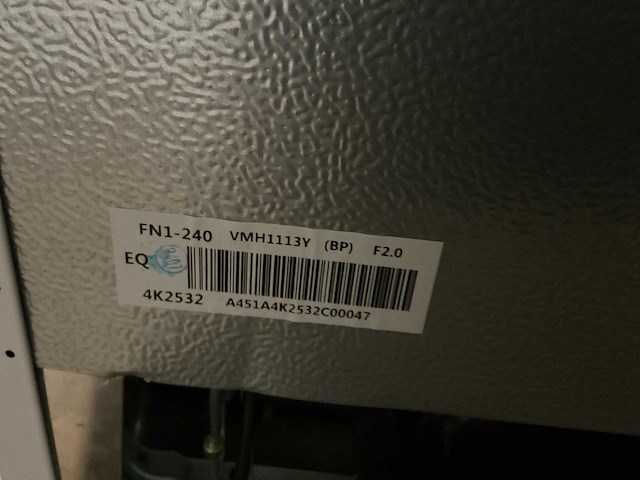 FN1-240 VMH1113Y (BP) F2.0
EQ
4K2532 A451A4K2532C00047